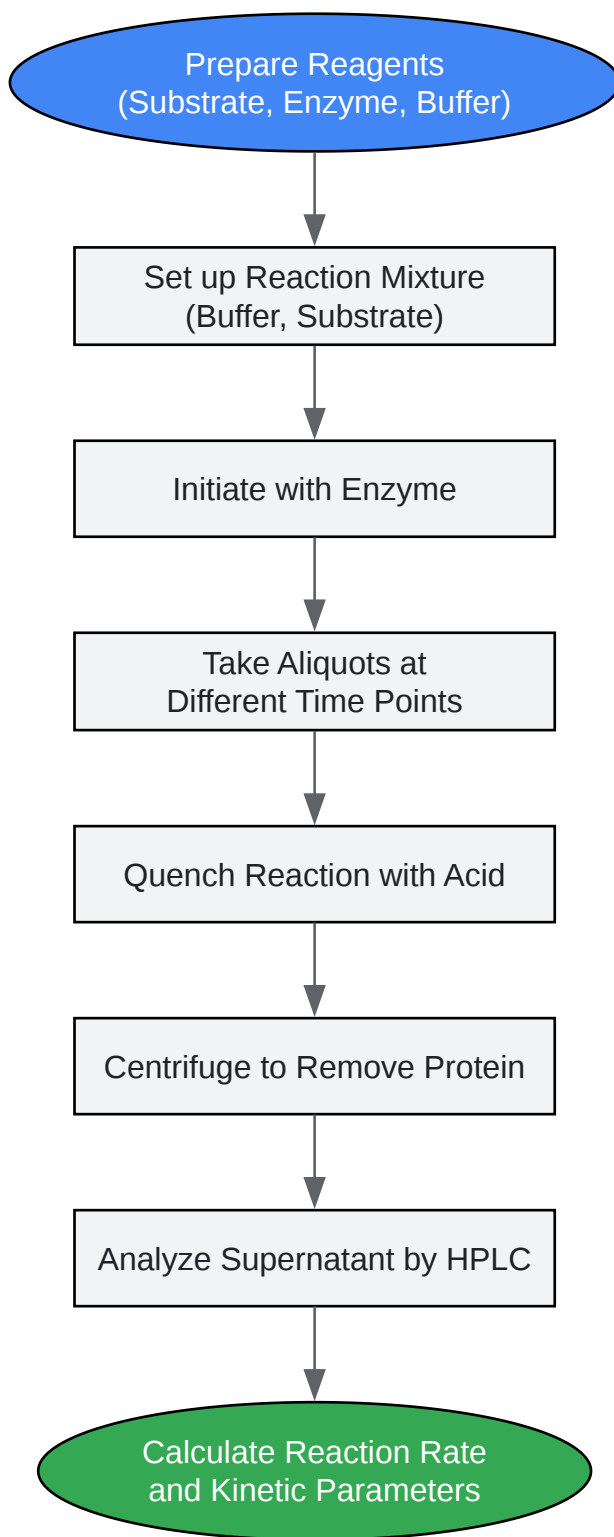 Prepare Reagents
(Substrate, Enzyme, Buffer)
Set up Reaction Mixture
(Buffer, Substrate)
Initiate with Enzyme
Take Aliquots at
Different Time Points
Quench Reaction with Acid
Centrifuge to Remove Protein
Analyze Supernatant by HPLC
Calculate Reaction Rate
and Kinetic Parameters